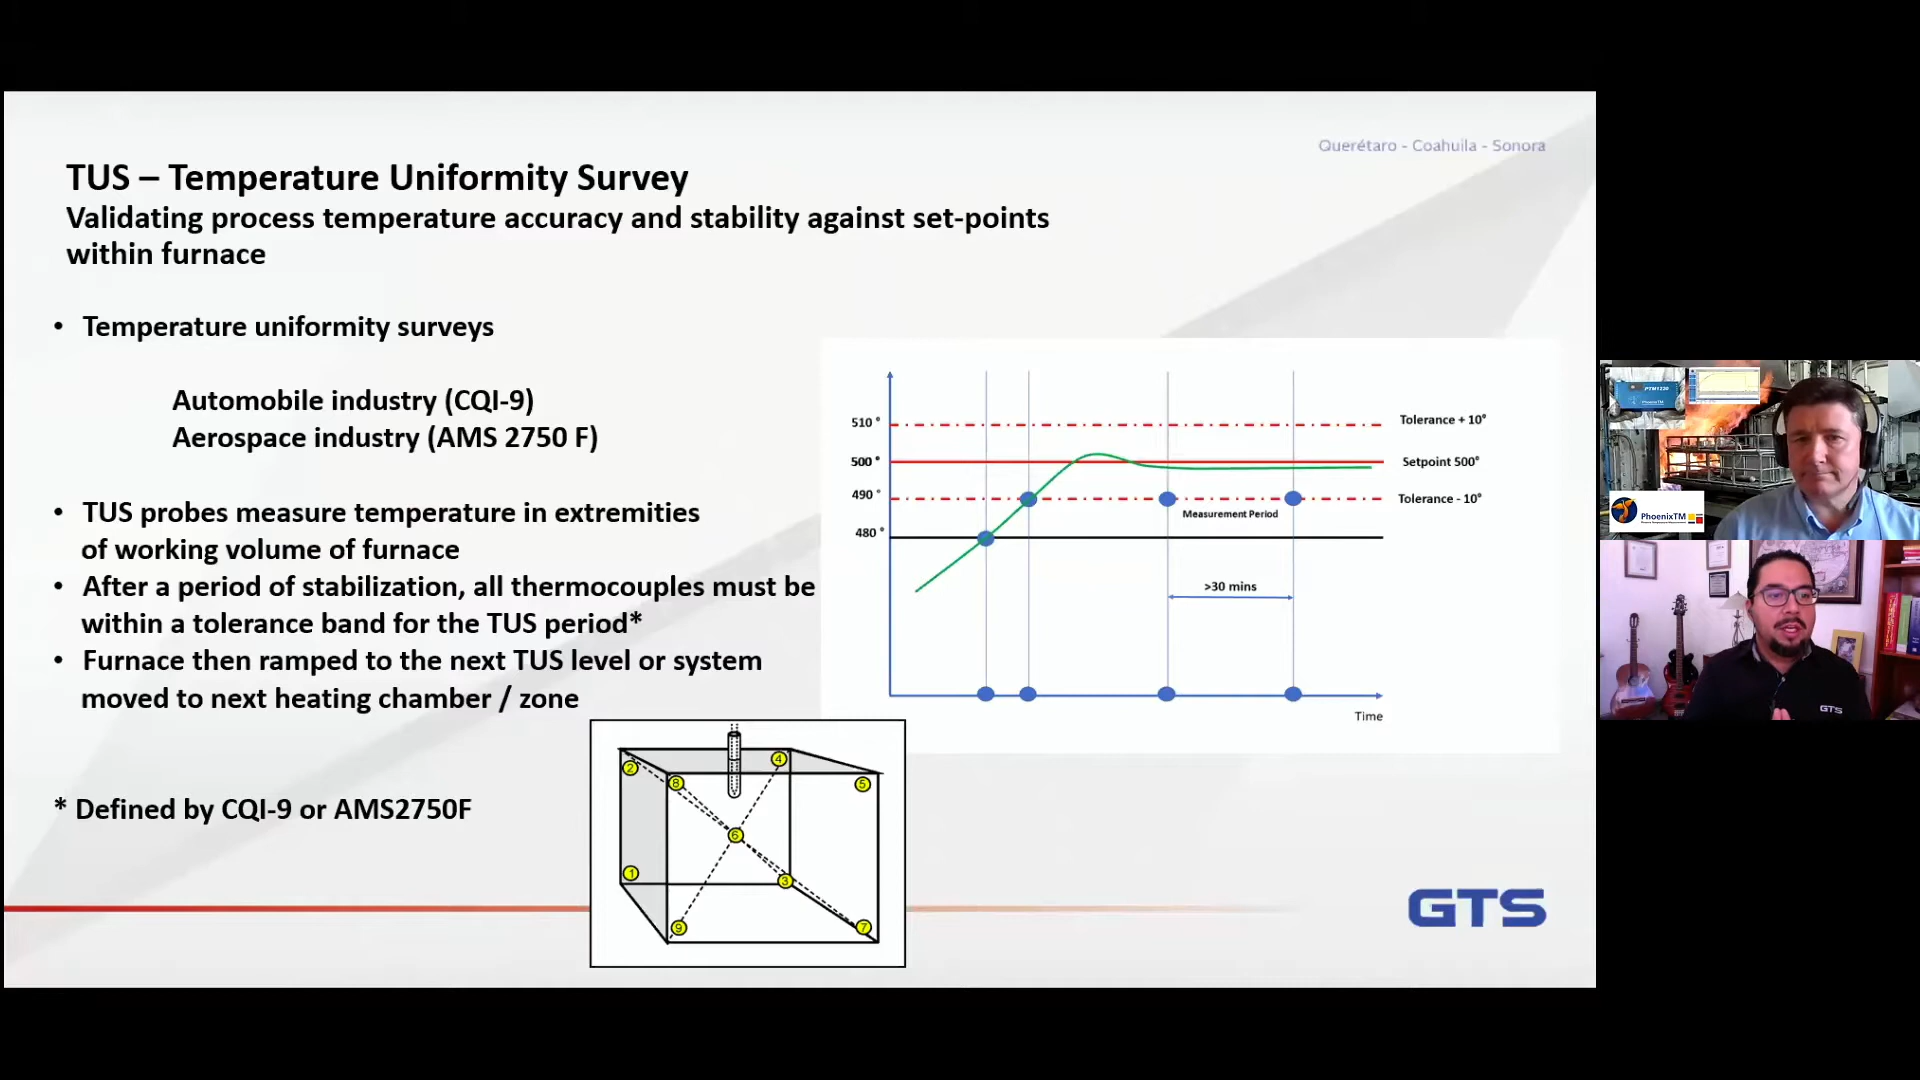 Querétaro - Coahuila - Sonora
TUS – Temperature Uniformity Survey
Validating process temperature accuracy and stability against set-points
within furnace
• Temperature uniformity surveys
Automobile industry (CQI-9)
Aerospace industry (AMS 2750 F)
• TUS probes measure temperature in extremities
of working volume of furnace
• After a period of stabilization, all thermocouples must be
within a tolerance band for the TUS period*
• Furnace then ramped to the next TUS level or system
moved to next heating chamber / zone
* Defined by CQI-9 or AMS2750F
510 °
Tolerance + 10°
500 °
Setpoint 500°
490 °
Tolerance - 10°
Measurement Period
480 °
>30 mins
Time
4
2
8
5
6
1
3
9
7
GTS
PTM1220
PhoenixTM
PhoenixTM
GTS